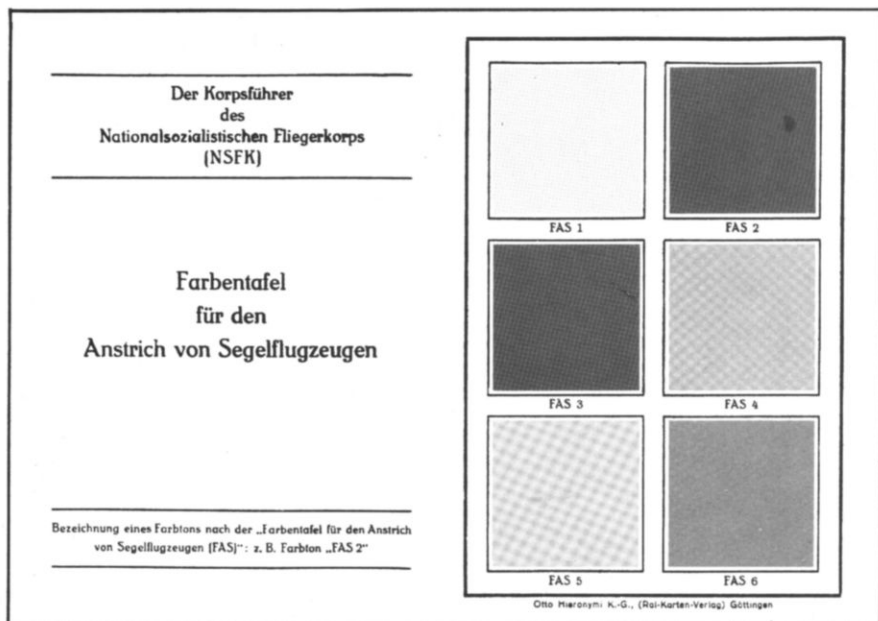 Der Korpsführer
des
Nationalsozialistischen Fliegerkorps
(NSFK)
Farbentafel
für den
Anstrich von Segelflugzeugen
Bezeichnung eines Farbtons nach der „Farbentafel für den Anstrich
von Segelflugzeugen (FAS)“: z. B. Farbton „FAS 2“
FAS 1
FAS 2
FAS 3
FAS 4
FAS 5
FAS 6
Otto Hieronymi K.-G., (Ral-Karten-Verlag) Göttingen